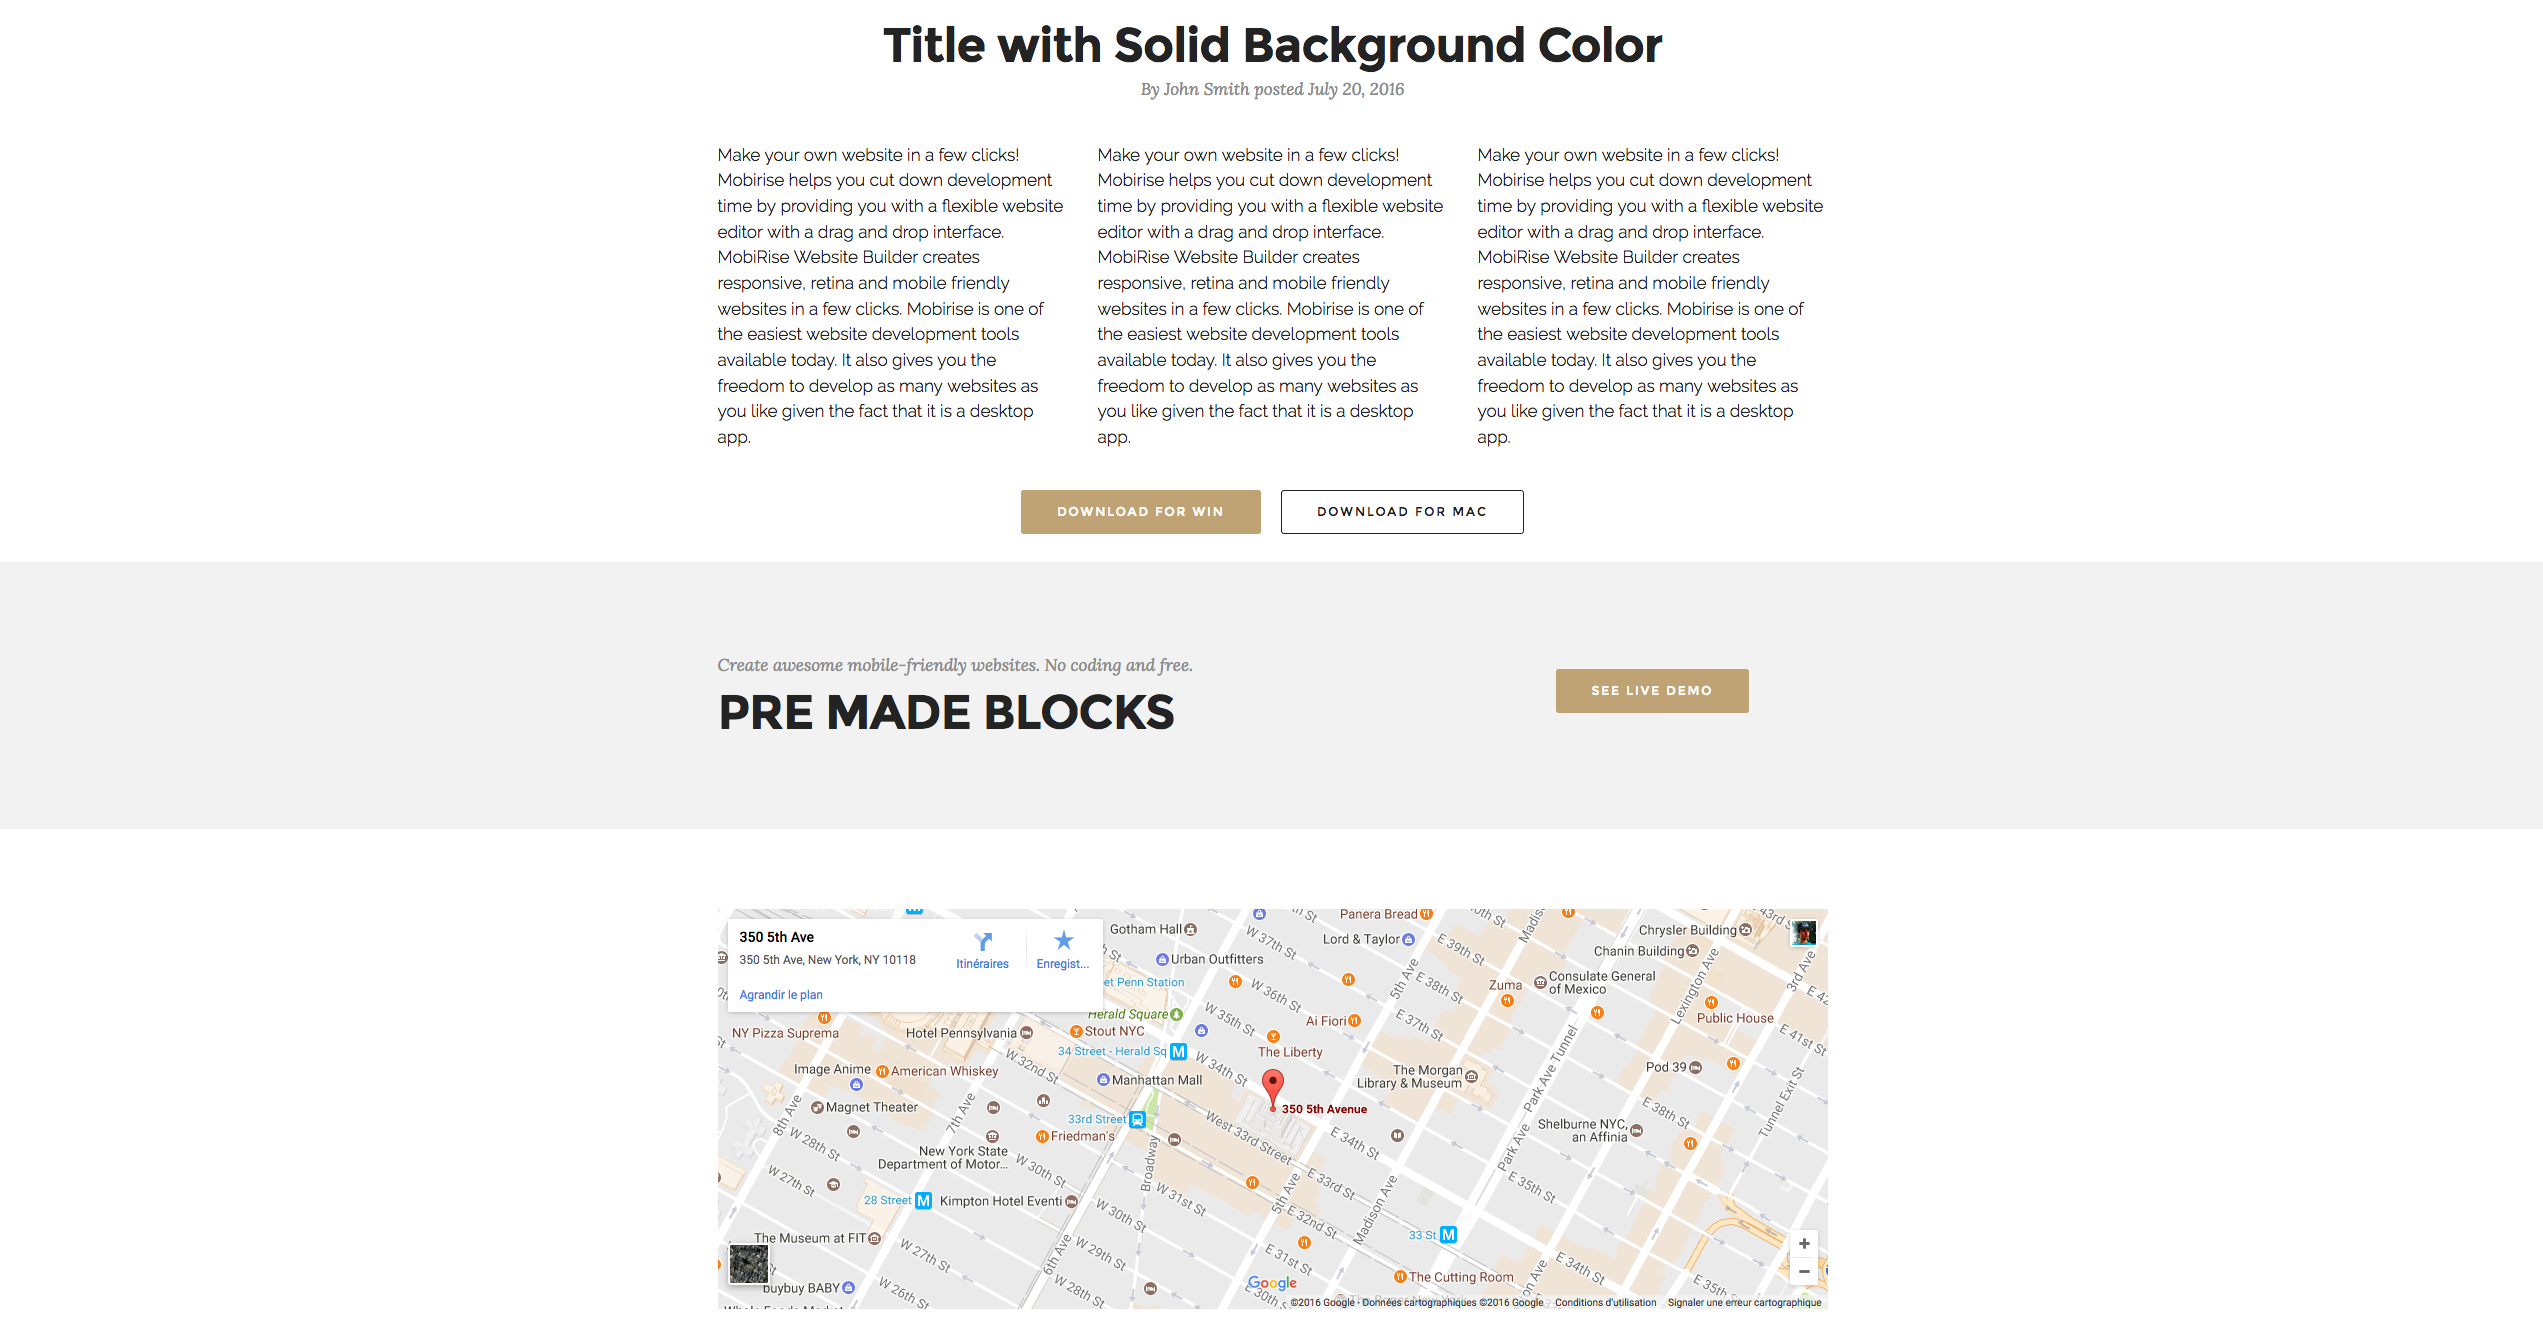 Title with Solid Background Color
By John Smith posted July 20, 2016
Make your own website in a few clicks!
Mobirise helps you cut down development
time by providing you with a flexible website
editor with a drag and drop interface.
MobiRise Website Builder creates
responsive, retina and mobile friendly
websites in a few clicks. Mobirise is one of
the easiest website development tools
available today. It also gives you the
freedom to develop as many websites as
you like given the fact that it is a desktop
app.
Make your own website in a few clicks!
Mobirise helps you cut down development
time by providing you with a flexible website
editor with a drag and drop interface.
MobiRise Website Builder creates
responsive, retina and mobile friendly
websites in a few clicks. Mobirise is one of
the easiest website development tools
available today. It also gives you the
freedom to develop as many websites as
you like given the fact that it is a desktop
app.
Make your own website in a few clicks!
Mobirise helps you cut down development
time by providing you with a flexible website
editor with a drag and drop interface.
MobiRise Website Builder creates
responsive, retina and mobile friendly
websites in a few clicks. Mobirise is one of
the easiest website development tools
available today. It also gives you the
freedom to develop as many websites as
you like given the fact that it is a desktop
app.
DOWNLOAD FOR WIN
DOWNLOAD FOR MAC
Create awesome mobile-friendly websites. No coding and free.
PRE MADE BLOCKS
SEE LIVE DEMO
350 5th Ave
350 5th Ave, New York, NY 10118
Itinéraires
Enregist...
Agrandir le plan
Panera Bread
Gotham Hall
W 37th St
Lord & Taylor
E 39th St
Madis
Chrysler Building
Chanin Building
43rd S
Urban Outfitters
et Penn Station
W 36th St
5th Ave
E 38th St
Zuma
Consulate General
of Mexico
Lexington Ave
3rd Ave
E 42
Herald Square
W 35th St
Ai Fiori
E 37th St
Public House
E 41st St
NY Pizza Suprema
Hotel Pennsylvania
Stout NYC
34 Street - Herald Sq
M
The Liberty
W 34th St
W 32nd St
Image Anime
American Whiskey
Manhattan Mall
The Morgan
Library & Museum
Park Ave Tunnel
Pod 39
Magnet Theater
8th Ave
7th Ave
33rd Street
350 5th Avenue
E 38th St
Tunnel Exit St
Friedman's
West 33rd Street
E 34th St
Shelburne NYC,
an Affinia
W 28th St
New York State
Department of Motor...
W 30th St
Broadway
Park Ave
W 27th St
W 31st St
5th Ave
E 33rd St
Madison Ave
E 35th St
28 Street
M
Kimpton Hotel Eventi
W 30th St
E 32nd St
33 St
M
The Museum at FIT
W 27th St
6th Ave
W 29th St
E 31st St
E 34th St
E 35th St
The Cutting Room
Google
buybuy BABY
W 26th St
E 30th St
©2016 Google - Données cartographiques ©2016 Google
Conditions d'utilisation
Signaler une erreur cartographique